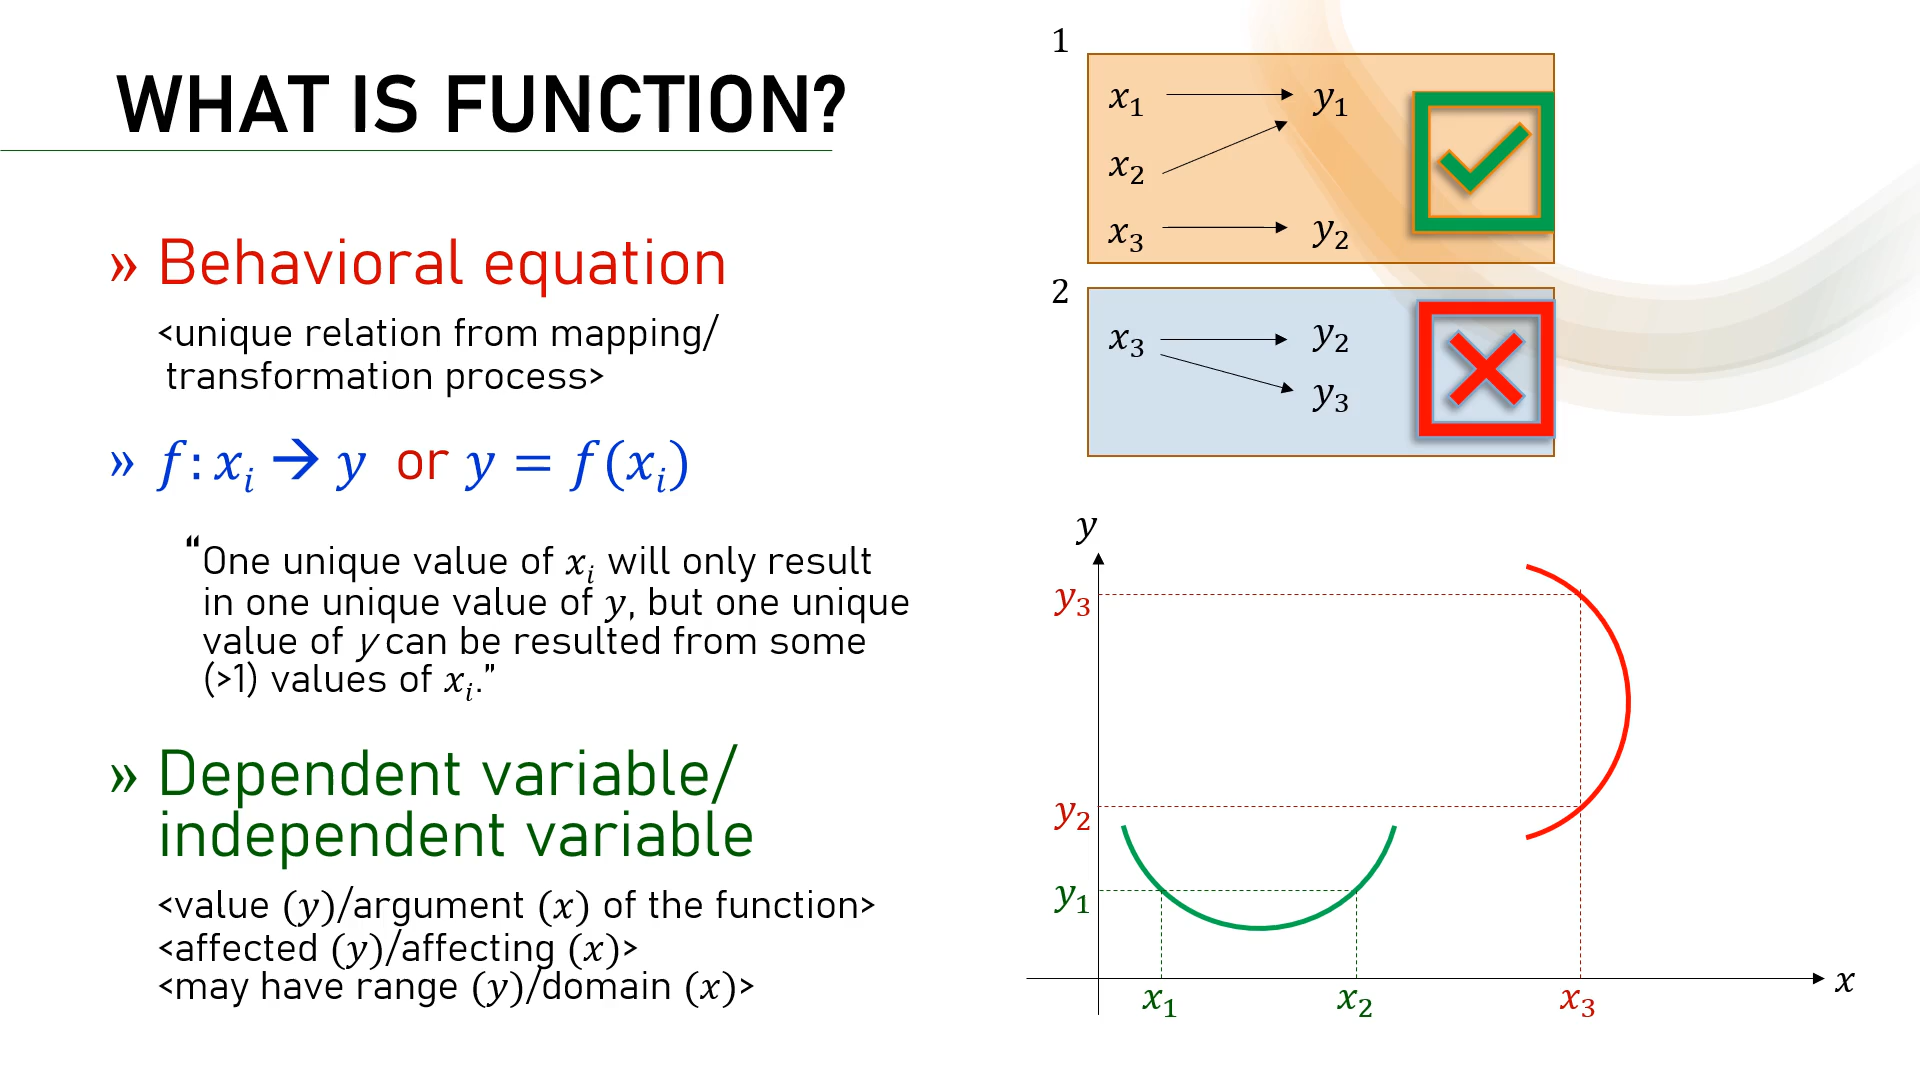 WHAT IS FUNCTION?
» Behavioral equation
<unique relation from mapping/
transformation process>
» f: xᵢ → y or y = f(xᵢ)
“One unique value of xᵢ will only result
in one unique value of y, but one unique
value of y can be resulted from some
(>1) values of xᵢ.”
» Dependent variable/
independent variable
<value (y)/argument (x) of the function>
<affected (y)/affecting (x)>
<may have range (y)/domain (x)>
1
x₁ y₁
x₂
x₃ y₂
2
x₃ y₂
y₃
y
y₃
y₂
y₁
x
x₁ x₂ x₃